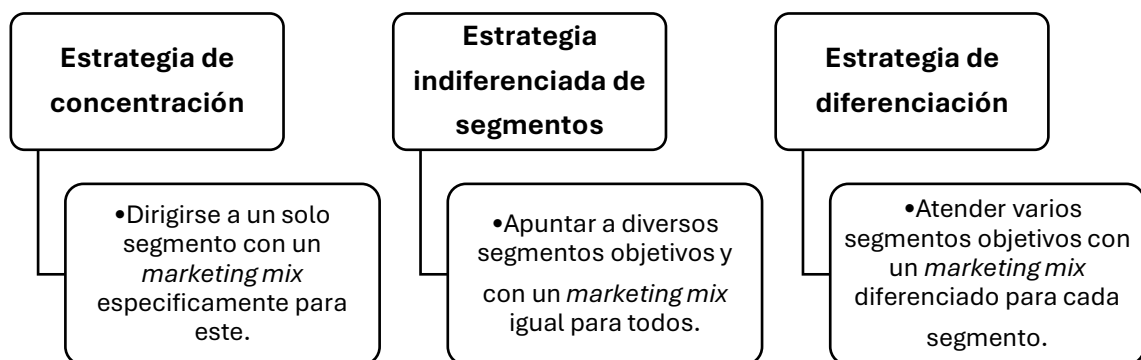 Estrategia de
concentración
•Dirigirse a un solo
segmento con un
marketing mix
especificamente para
este.
Estrategia
indiferenciada de
segmentos
•Apuntar a diversos
segmentos objetivos y
con un marketing mix
igual para todos.
Estrategia de
diferenciación
•Atender varios
segmentos objetivos con
un marketing mix
diferenciado para cada
segmento.